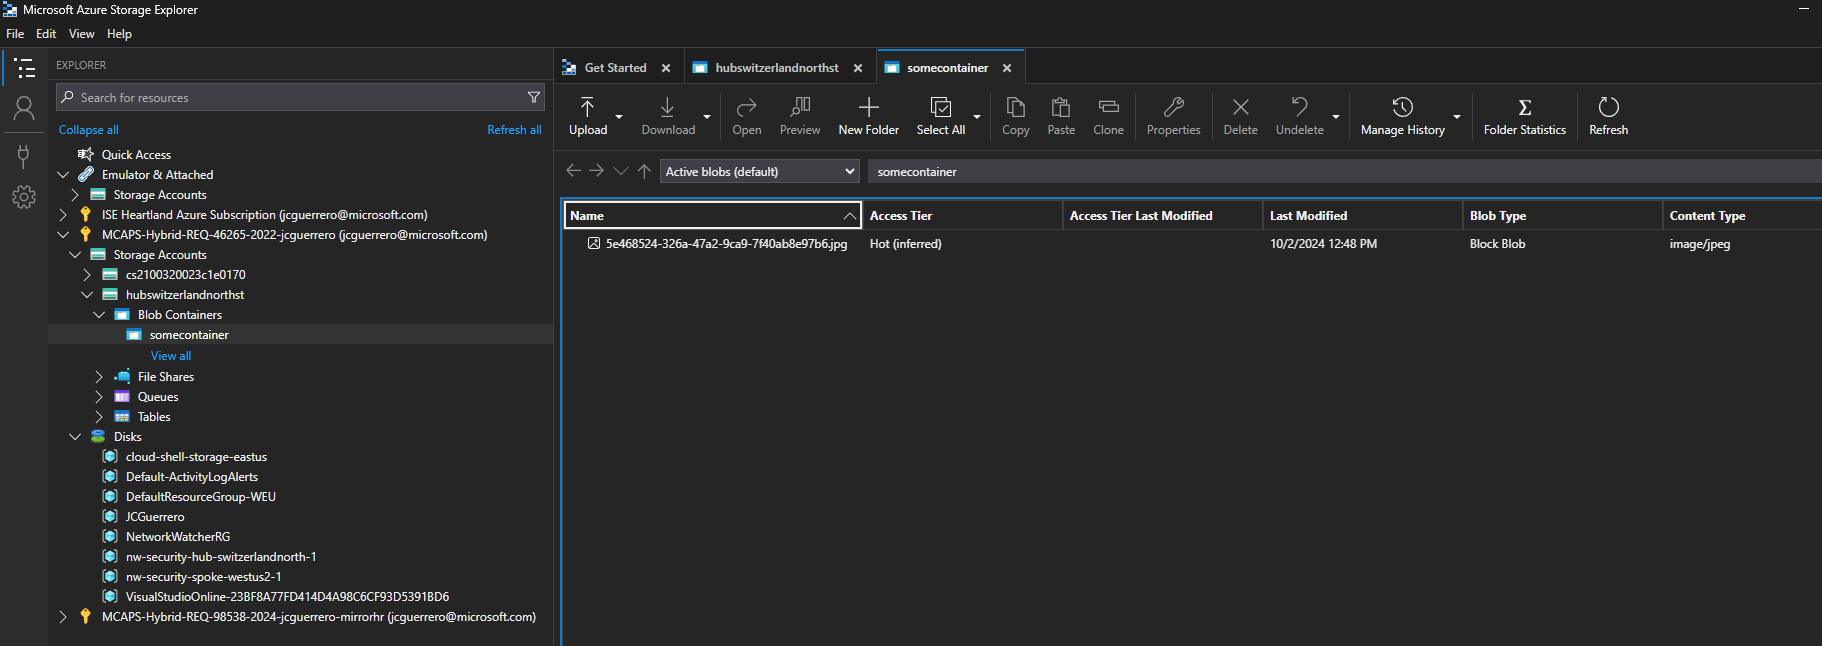 Microsoft Azure Storage Explorer
File Edit View Help
EXPLORER
Search for resources
Collapse all Refresh all
Quick Access
Emulator & Attached
Storage Accounts
ISE Heartland Azure Subscription (jcguerrero@microsoft.com)
MCAPS-Hybrid-REQ-46265-2022-jcguerrero (jcguerrero@microsoft.com)
Storage Accounts
cs2100320023c1e0170
hubswitzerlandnorthst
Blob Containers
somecontainer
View all
File Shares
Queues
Tables
Disks
cloud-shell-storage-eastus
Default-ActivityLogAlerts
DefaultResourceGroup-WEU
JCGuerrero
NetworkWatcherRG
nw-security-hub-switzerlandnorth-1
nw-security-spoke-westus2-1
VisualStudioOnline-23BF8A77FD414D4A98C6CF93D5391BD6
MCAPS-Hybrid-REQ-98538-2024-jcguerrero-mirrorhr (jcguerrero@microsoft.com)
Get Started hubswitzerlandnorthst somecontainer
Upload Download Open Preview New Folder Select All Copy Paste Clone Properties Delete Undelete Manage History Folder Statistics Refresh
Active blobs (default) somecontainer
Name Access Tier Access Tier Last Modified Last Modified Blob Type Content Type
5e468524-326a-47a2-9ca9-7f40ab8e97b6.jpg Hot (inferred) 10/2/2024 12:48 PM Block Blob image/jpeg